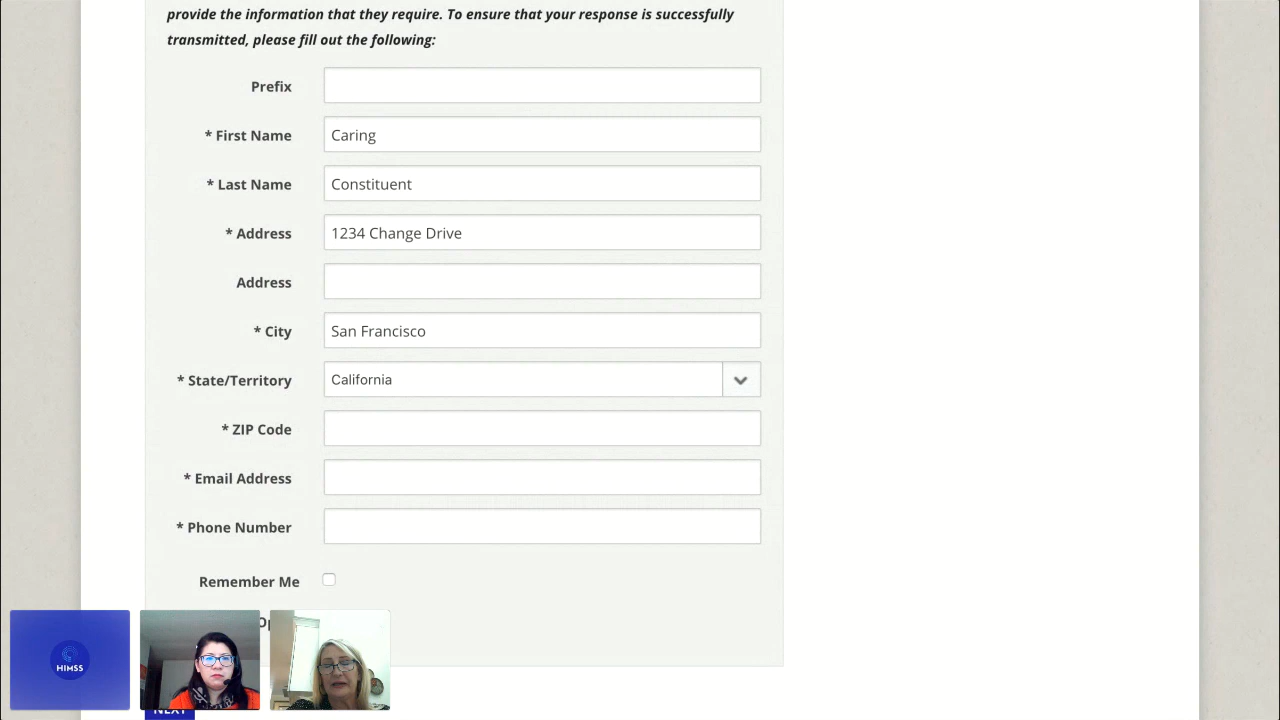 provide the information that they require. To ensure that your response is successfully
transmitted, please fill out the following:
Prefix
* First Name Caring
* Last Name Constituent
* Address 1234 Change Drive
Address
* City San Francisco
* State/Territory California
* ZIP Code
* Email Address
* Phone Number
Remember Me
HIMSS
NEXT